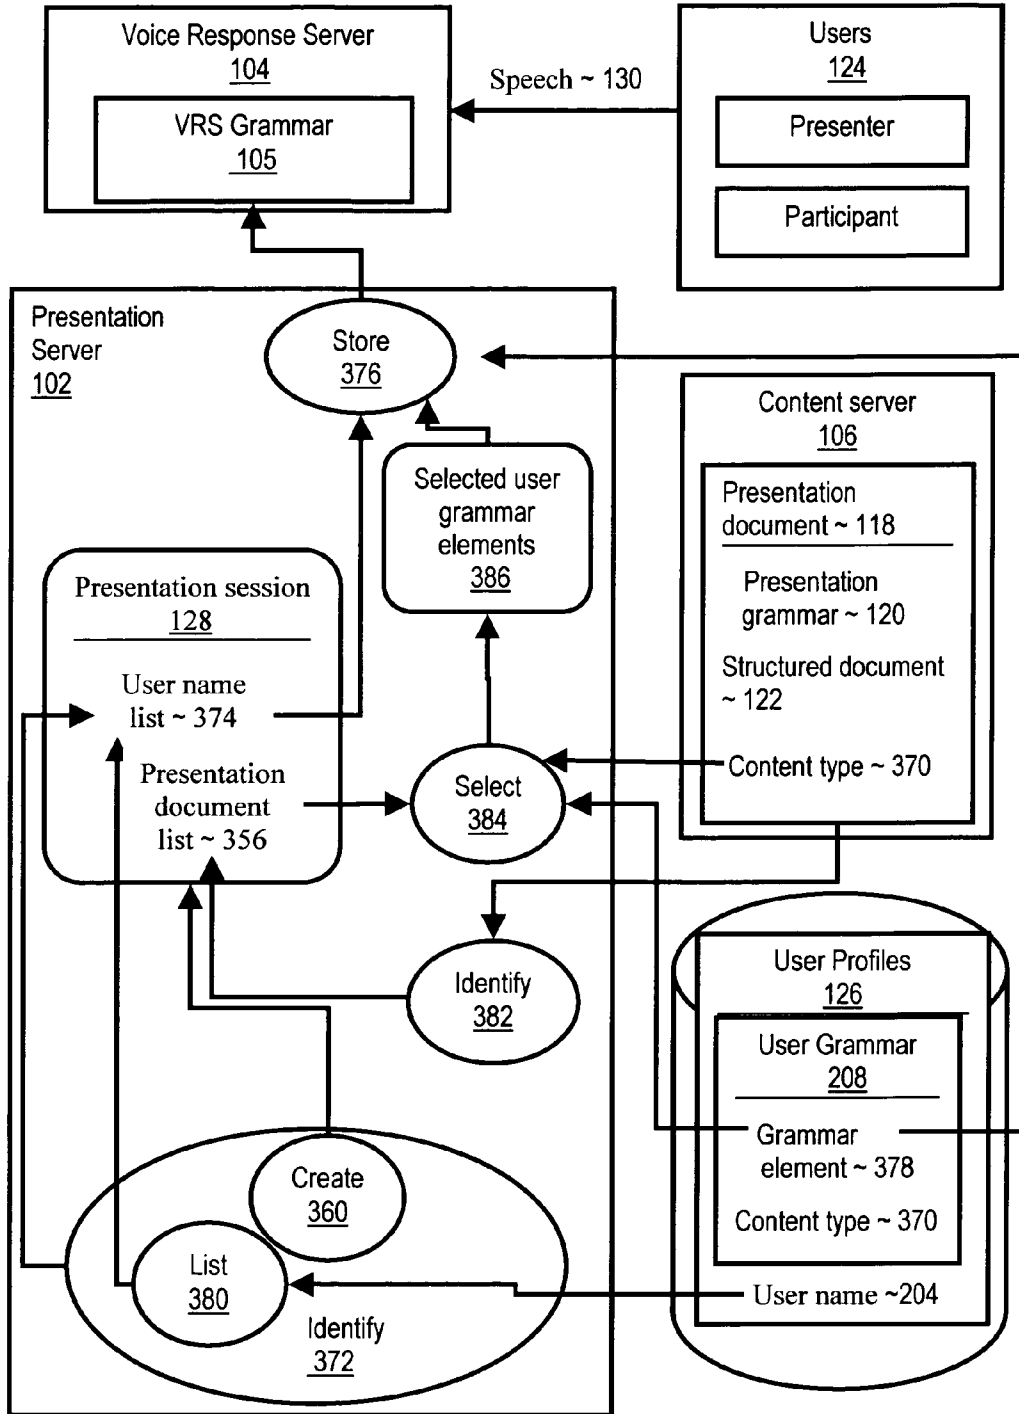 Voice Response Server
104
VRS Grammar
105
Speech ~ 130
Users
124
Presenter
Participant
Presentation
Server
102
Store
376
Selected user
grammar
elements
386
Content server
106
Presentation
document ~ 118
Presentation
grammar ~ 120
Structured document
~ 122
Content type ~ 370
Presentation session
128
User name
list ~ 374
Presentation
document
list ~ 356
Select
384
Identify
382
User Profiles
126
User Grammar
208
Grammar
element ~ 378
Content type ~ 370
User name ~204
Create
360
List
380
Identify
372